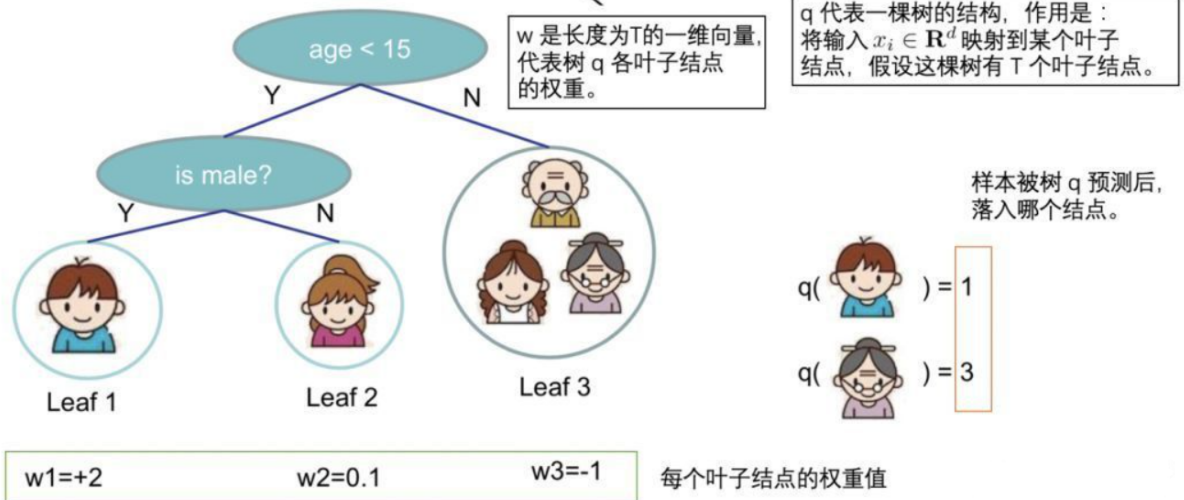 q 代表一棵树的结构，作用是：
将输入 xᵢ ∈ Rᵈ 映射到某个叶子
结点，假设这棵树有 T 个叶子结点。
w 是长度为T的一维向量,
代表树 q 各叶子结点
的权重。
age < 15
Y
N
is male?
Y
N
Leaf 1
Leaf 2
Leaf 3
样本被树 q 预测后,
落入哪个结点。
q( ) = 1
q( ) = 3
w1=+2
w2=0.1
w3=-1
每个叶子结点的权重值